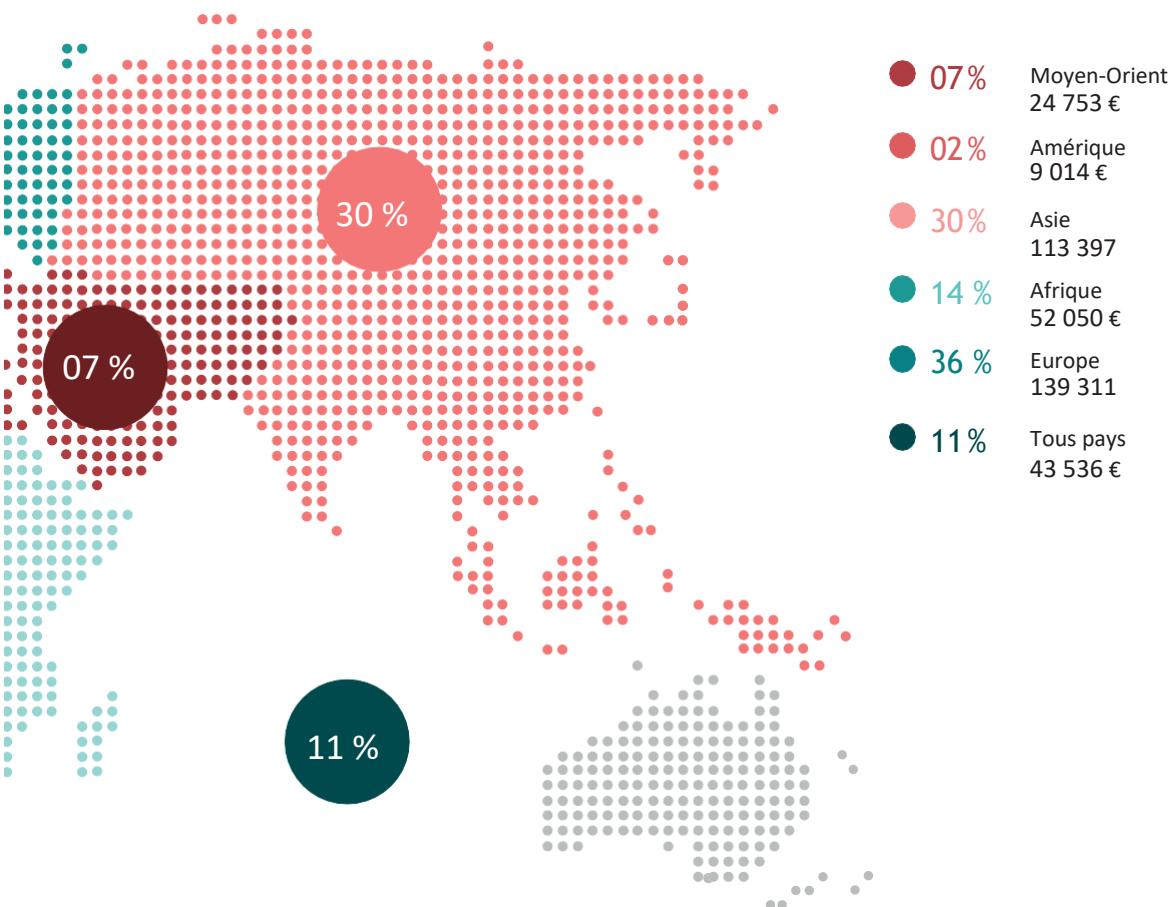 30 %
07 %
11 %
07 % Moyen-Orient
24 753 €
02 % Amérique
9 014 €
30 % Asie
113 397
14 % Afrique
52 050 €
36 % Europe
139 311
11 % Tous pays
43 536 €